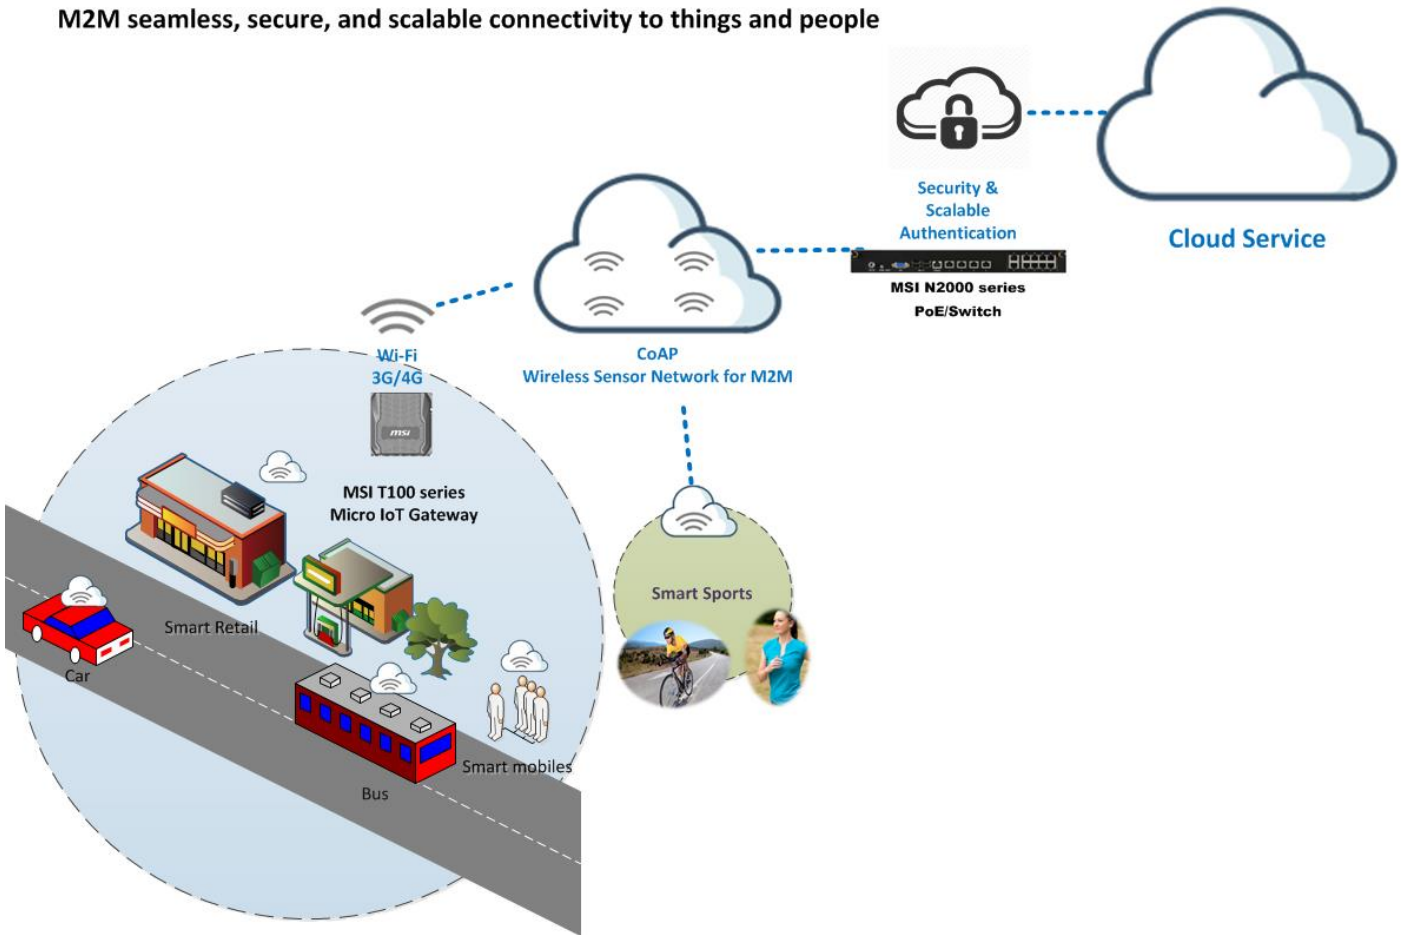 M2M seamless, secure, and scalable connectivity to things and people
Security &
Scalable
Authentication
Cloud Service
MSI N2000 series
PoE/Switch
Wi-Fi
3G/4G
CoAP
Wireless Sensor Network for M2M
msi
MSI T100 series
Micro IoT Gateway
Smart Sports
Smart Retail
Car
Smart mobiles
Bus